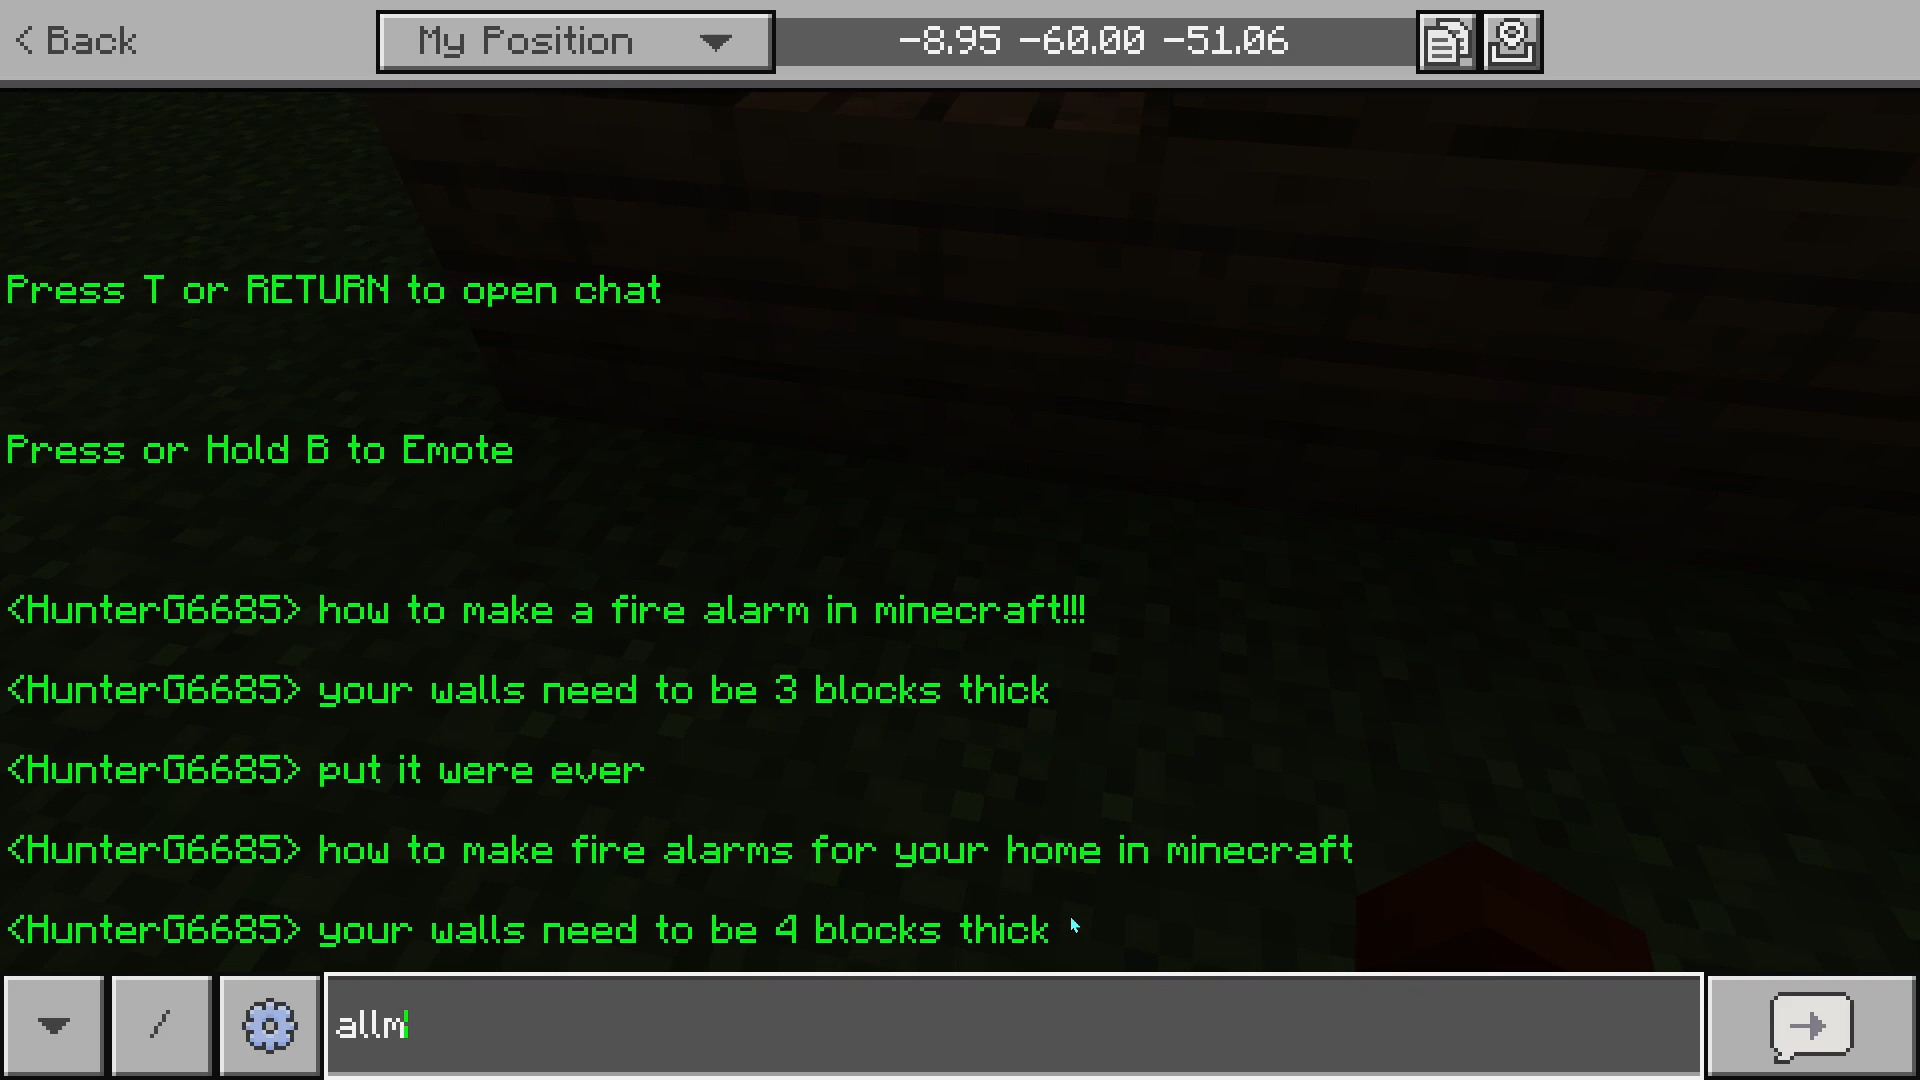 < Back
My Position
-8.95 -60.00 -51.06
Press T or RETURN to open chat
Press or Hold B to Emote
<HunterG6685> how to make a fire alarm in minecraft!!!
<HunterG6685> your walls need to be 3 blocks thick
<HunterG6685> put it were ever
<HunterG6685> how to make fire alarms for your home in minecraft
<HunterG6685> your walls need to be 4 blocks thick
/
allm